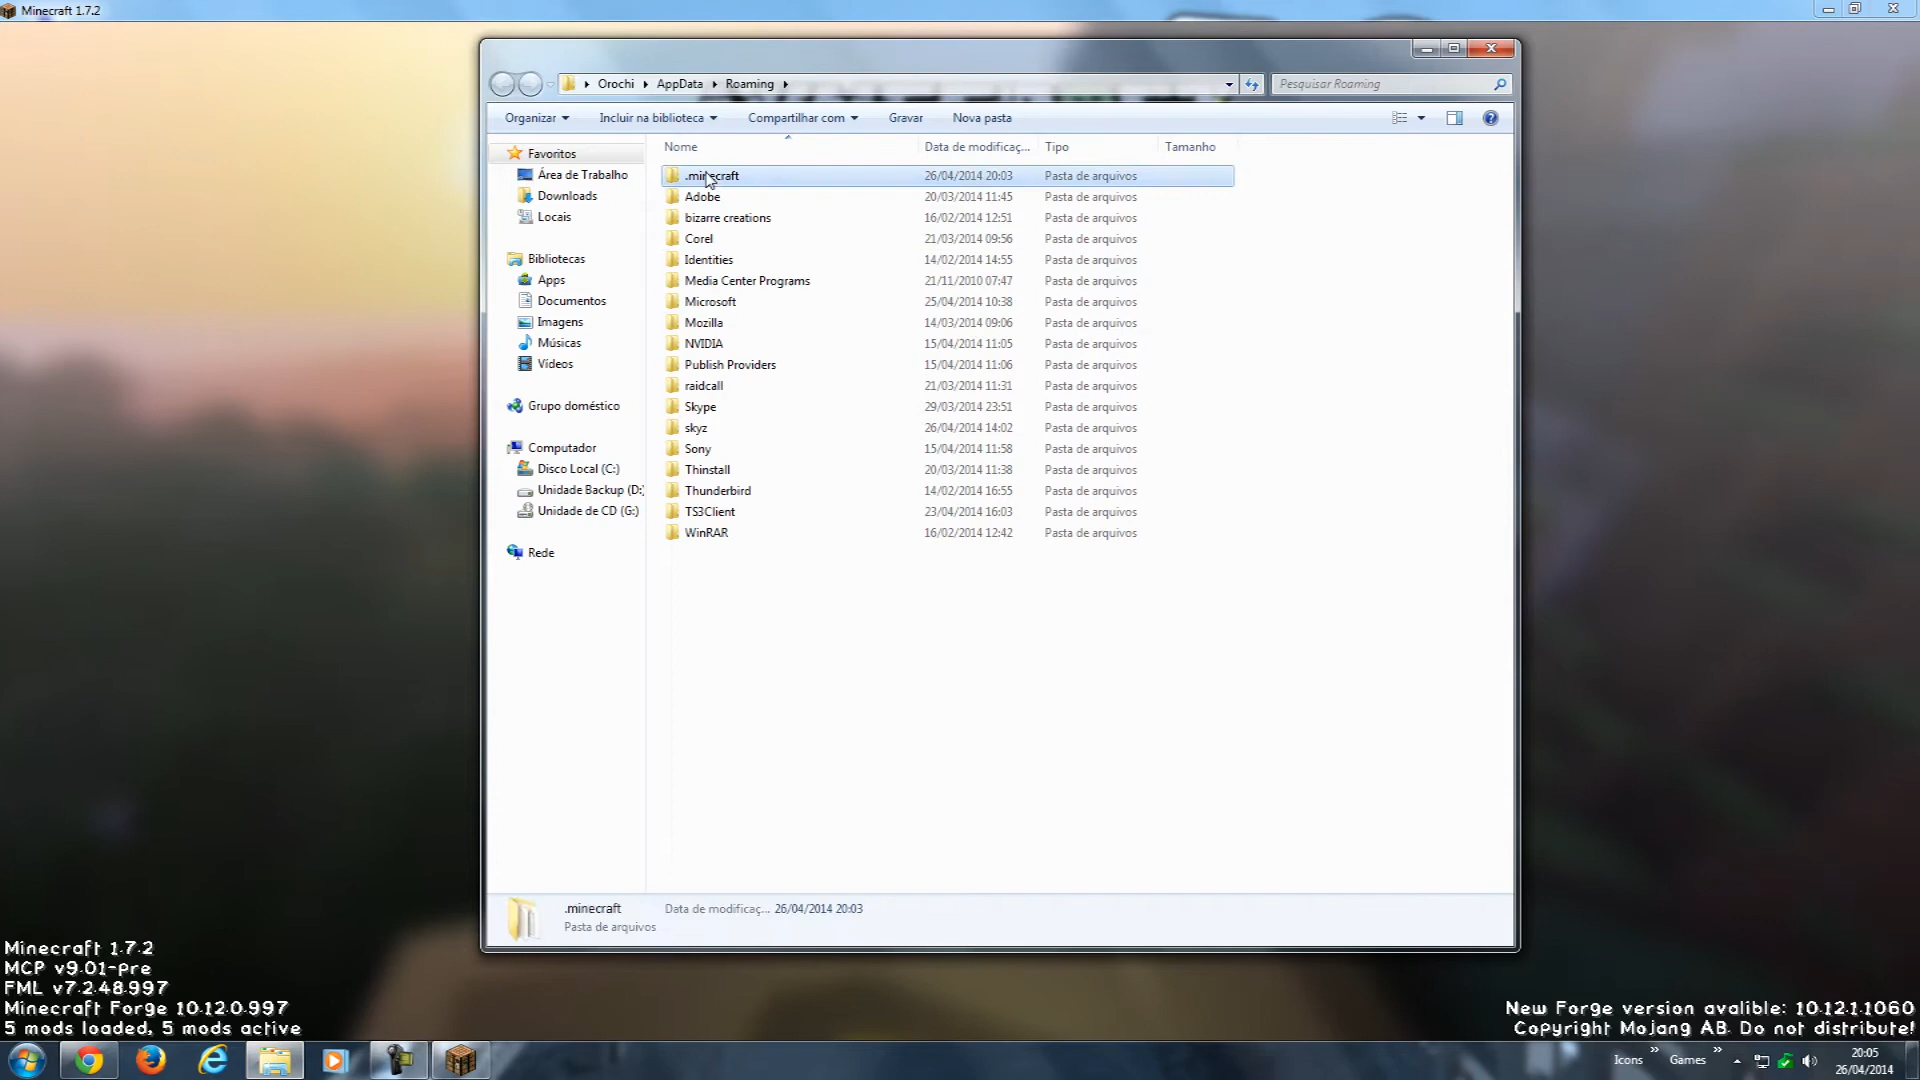 Minecraft 1.7.2
Orochi AppData Roaming
Pesquisar Roaming
Organizar Incluir na biblioteca Compartilhar com Gravar Nova pasta
Nome Data de modificaç... Tipo Tamanho
Favoritos
Área de Trabalho
Downloads
Locais
Bibliotecas
Apps
Documentos
Imagens
Músicas
Vídeos
Grupo doméstico
Computador
Disco Local (C:)
Unidade Backup (D:)
Unidade de CD (G:)
Rede
.minecraft 26/04/2014 20:03 Pasta de arquivos
Adobe 20/03/2014 11:45 Pasta de arquivos
bizarre creations 16/02/2014 12:51 Pasta de arquivos
Corel 21/03/2014 09:56 Pasta de arquivos
Identities 14/02/2014 14:55 Pasta de arquivos
Media Center Programs 21/11/2010 07:47 Pasta de arquivos
Microsoft 25/04/2014 10:38 Pasta de arquivos
Mozilla 14/03/2014 09:06 Pasta de arquivos
NVIDIA 15/04/2014 11:05 Pasta de arquivos
Publish Providers 15/04/2014 11:06 Pasta de arquivos
raidcall 21/03/2014 11:31 Pasta de arquivos
Skype 29/03/2014 23:51 Pasta de arquivos
skyz 26/04/2014 14:02 Pasta de arquivos
Sony 15/04/2014 11:58 Pasta de arquivos
Thinstall 20/03/2014 11:38 Pasta de arquivos
Thunderbird 14/02/2014 16:55 Pasta de arquivos
TS3Client 23/04/2014 16:03 Pasta de arquivos
WinRAR 16/02/2014 12:42 Pasta de arquivos
.minecraft Data de modificaç... 26/04/2014 20:03
Pasta de arquivos
Minecraft 1.7.2
MCP v9.01-pre
FML v7.2.48.997
Minecraft Forge 10.12.0.997
5 mods loaded, 5 mods active
New Forge version avalible: 10.12.1.1060
Copyright Mojang AB. Do not distribute!
Icons Games
20:05
26/04/2014